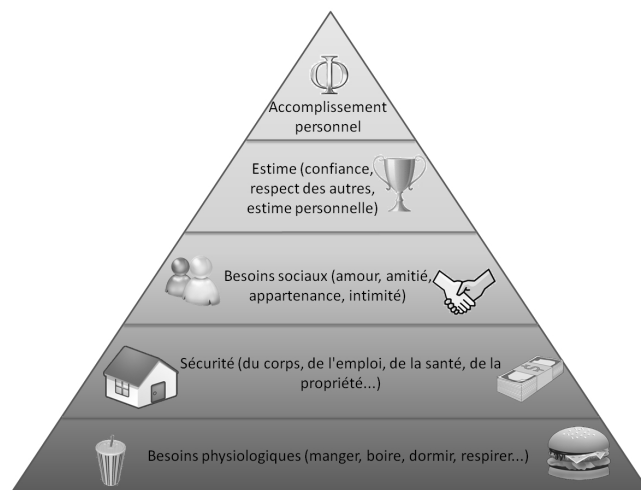 Φ
Accomplissement
personnel
Estime (confiance,
respect des autres,
estime personnelle)
Besoins sociaux (amour, amitié,
appartenance, intimité)
Sécurité (du corps, de l'emploi, de la santé, de la
propriété...)
Besoins physiologiques (manger, boire, dormir, respirer...)